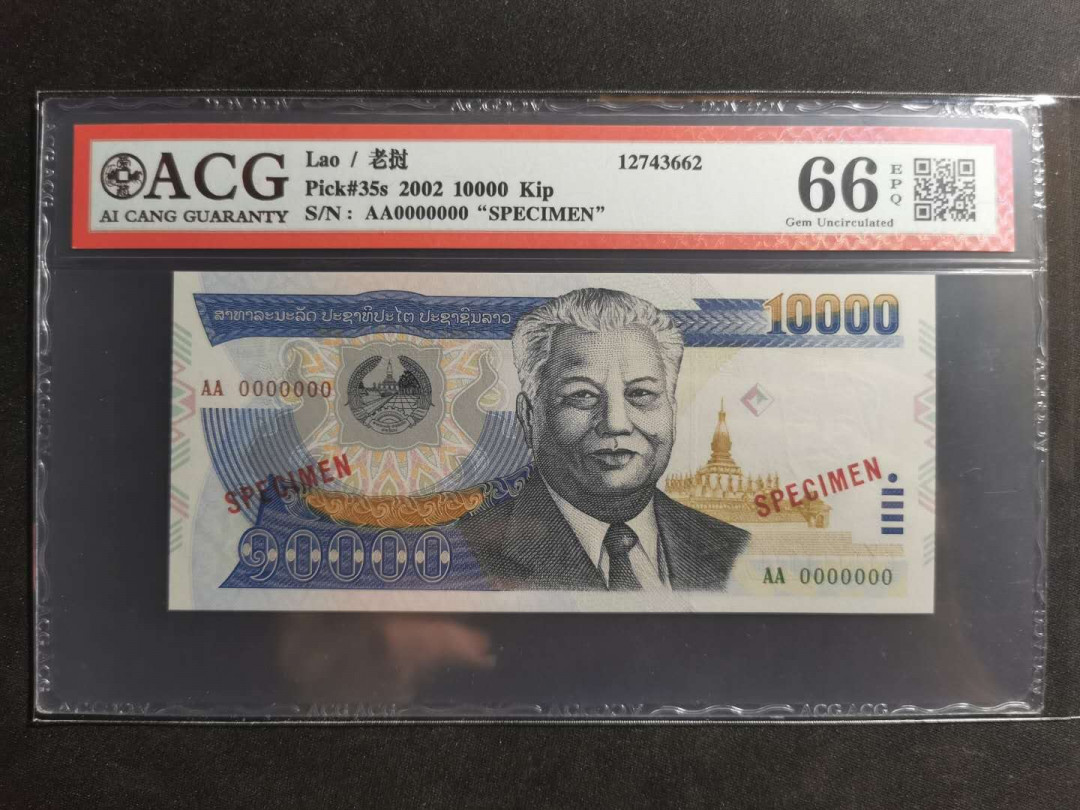 ACG
AI CANG GUARANTY
Lao / 老挝
Pick#35s 2002 10000 Kip
S/N: AA0000000 “SPECIMEN”
12743662
66
EPQ
Gem Uncirculated
ສາທາລະນະລັດ ປະຊາທິປະໄຕ ປະຊາຊົນລາວ
10000
AA 0000000
SPECIMEN
SPECIMEN
໑໐໐໐໐
AA 0000000